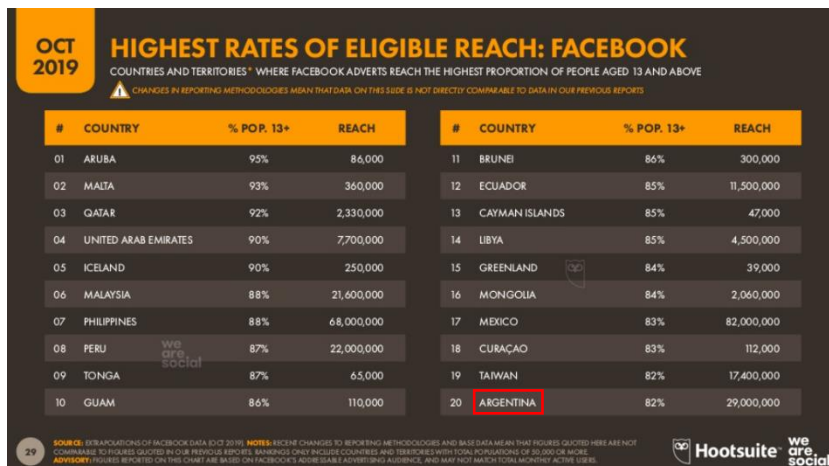 OCT
2019
HIGHEST RATES OF ELIGIBLE REACH: FACEBOOK
COUNTRIES AND TERRITORIES* WHERE FACEBOOK ADVERTS REACH THE HIGHEST PROPORTION OF PEOPLE AGED 13 AND ABOVE
CHANGES IN REPORTING METHODOLOGIES MEAN THAT DATA ON THIS SLIDE IS NOT DIRECTLY COMPARABLE TO DATA IN OUR PREVIOUS REPORTS
# COUNTRY % POP. 13+ REACH
01 ARUBA 95% 86,000
02 MALTA 93% 360,000
03 QATAR 92% 2,330,000
04 UNITED ARAB EMIRATES 90% 7,700,000
05 ICELAND 90% 250,000
06 MALAYSIA 88% 21,600,000
07 PHILIPPINES 88% 68,000,000
08 PERU 87% 22,000,000
09 TONGA 87% 65,000
10 GUAM 86% 110,000
we
are
social
# COUNTRY % POP. 13+ REACH
11 BRUNEI 86% 300,000
12 ECUADOR 85% 11,500,000
13 CAYMAN ISLANDS 85% 47,000
14 LIBYA 85% 4,500,000
15 GREENLAND 84% 39,000
16 MONGOLIA 84% 2,060,000
17 MEXICO 83% 82,000,000
18 CURAÇAO 83% 112,000
19 TAIWAN 82% 17,400,000
20 ARGENTINA 82% 29,000,000
29
SOURCE: EXTRAPOLATIONS OF FACEBOOK DATA (OCT 2019). NOTES: RECENT CHANGES TO REPORTING METHODOLOGIES AND BASE DATA MEAN THAT FIGURES QUOTED HERE ARE NOT
COMPARABLE TO FIGURES QUOTED IN OUR PREVIOUS REPORTS. RANKINGS ONLY INCLUDE COUNTRIES AND TERRITORIES WITH TOTAL POPULATIONS OF 50,000 OR MORE.
ADVISORY: FIGURES REPORTED ON THIS CHART ARE BASED ON FACEBOOK'S ADDRESSABLE ADVERTISING AUDIENCE, AND MAY NOT MATCH TOTAL MONTHLY ACTIVE USERS.
Hootsuite
we
are
social